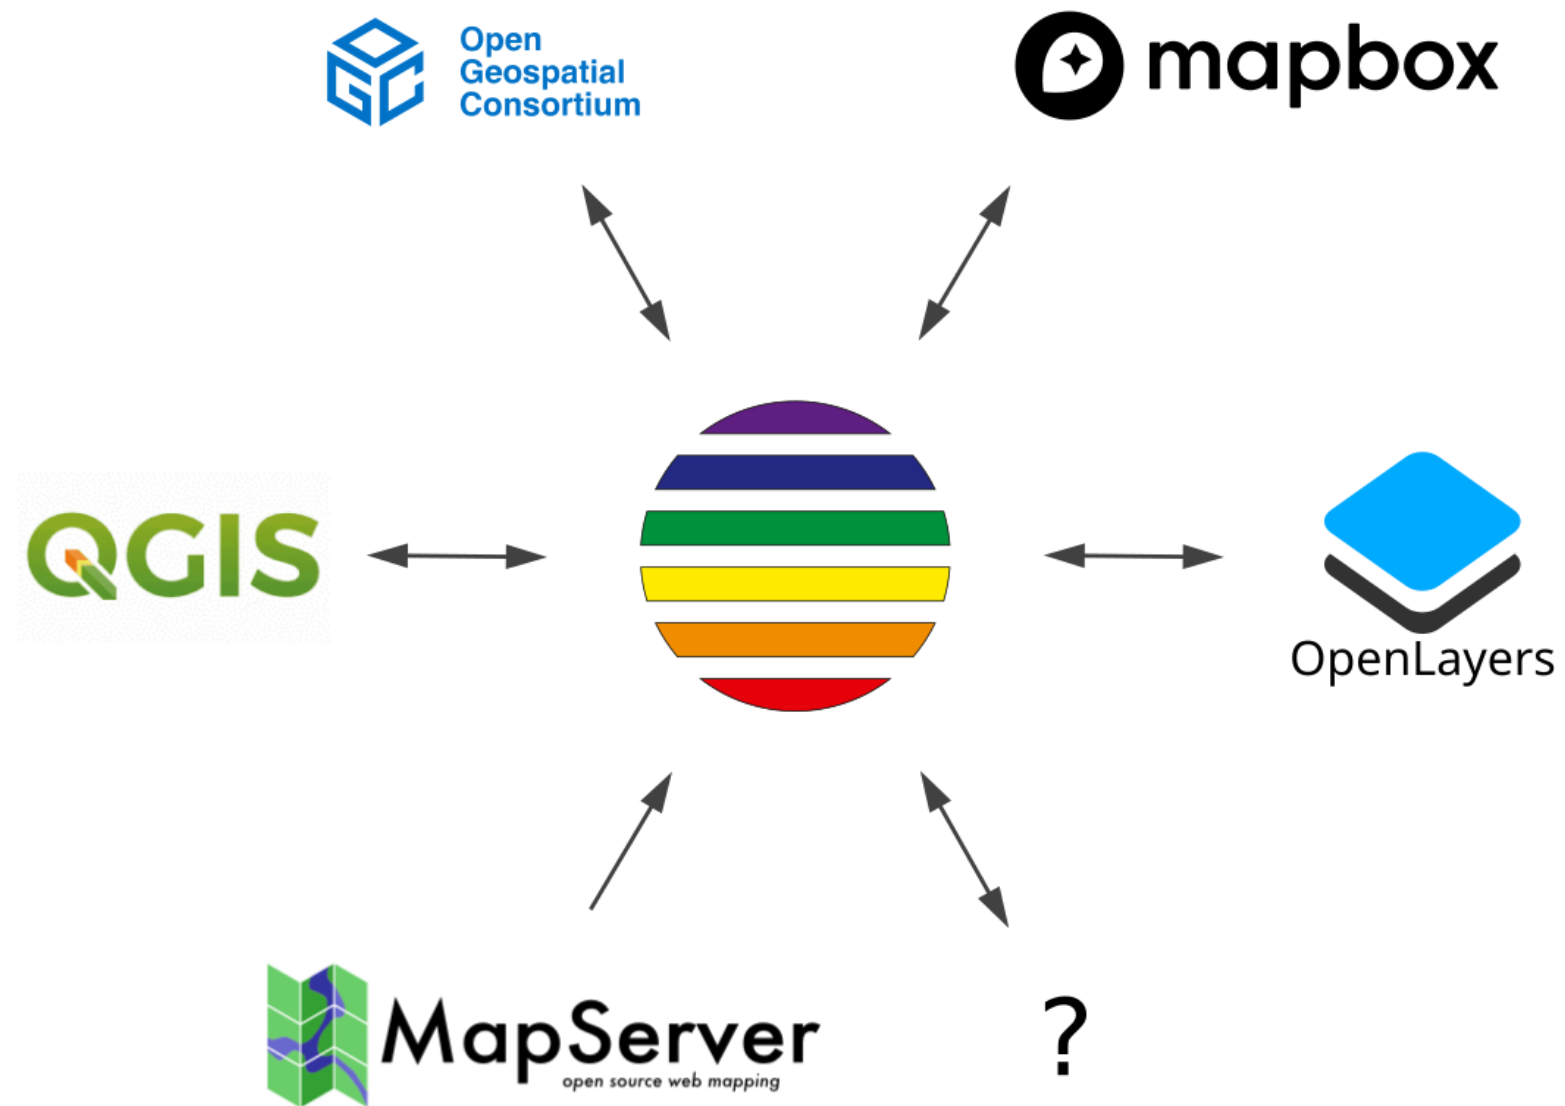 Open
Geospatial
Consortium
mapbox
QGIS
OpenLayers
MapServer
open source web mapping
?